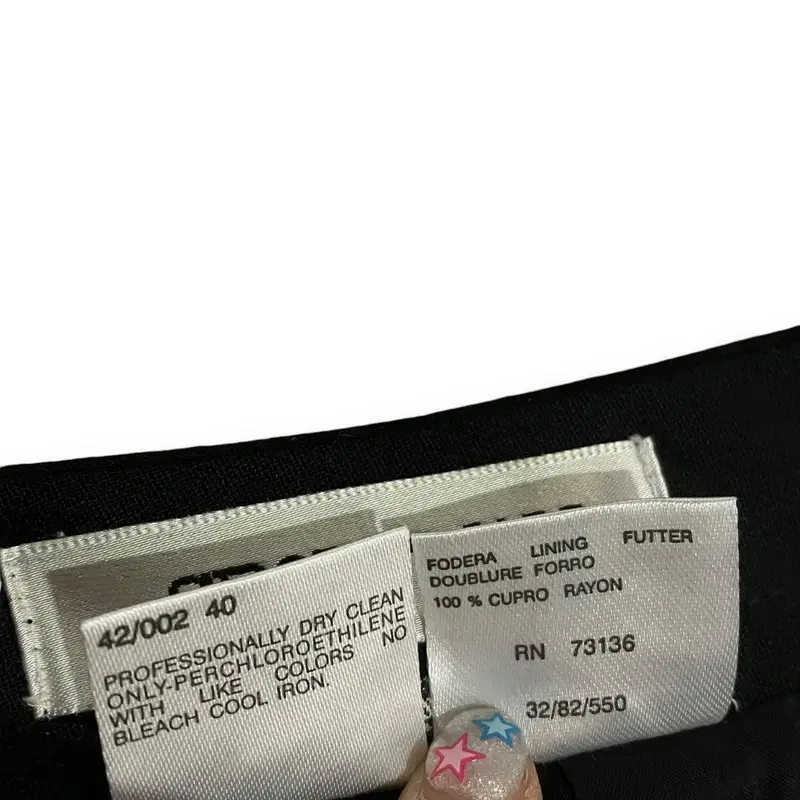 42/002 40
PROFESSIONALLY DRY CLEAN
ONLY-PERCHLOROETHILENE
WITH LIKE COLORS NO
BLEACH COOL IRON.
FODERA LINING FUTTER
DOUBLURE FORRO
100 % CUPRO RAYON
RN 73136
32/82/550